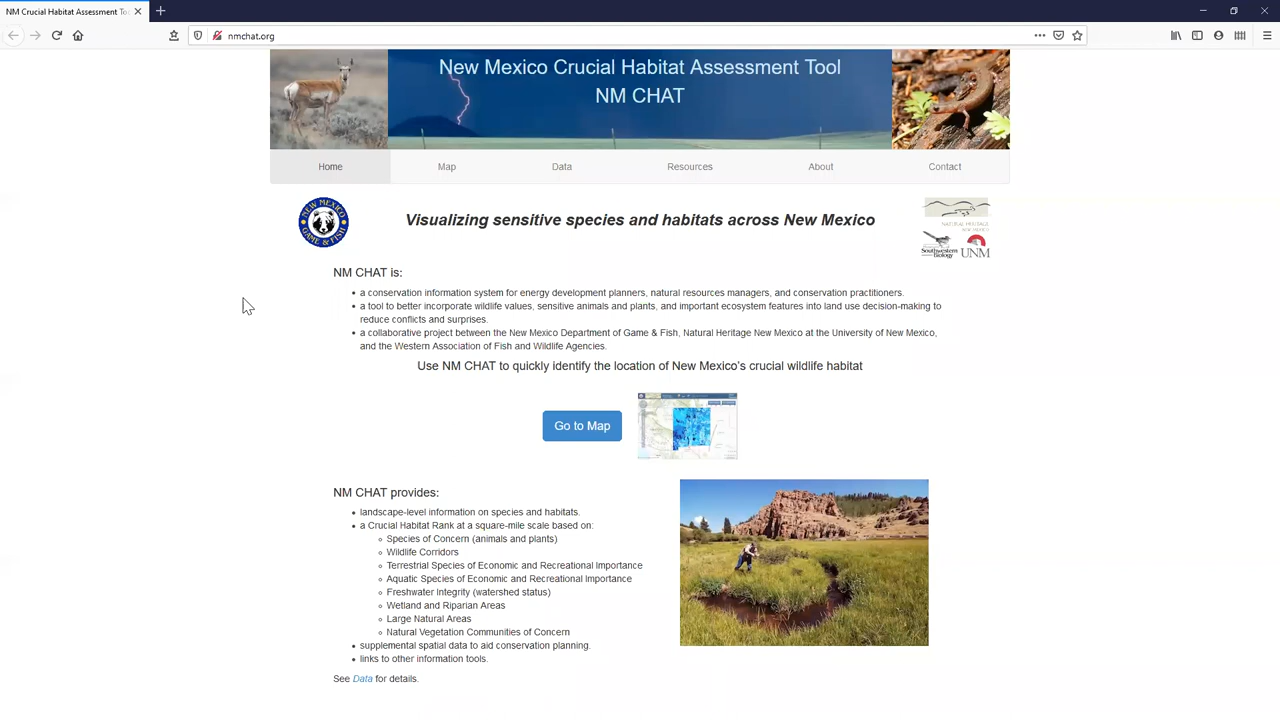 NM Crucial Habitat Assessment Too
nmchat.org
New Mexico Crucial Habitat Assessment Tool
NM CHAT
Home Map Data Resources About Contact
NEW MEXICO
GAME & FISH
Visualizing sensitive species and habitats across New Mexico
NATURAL HERITAGE
NEW MEXICO
Southwestern
Biology
UNM
NM CHAT is:
a conservation information system for energy development planners, natural resources managers, and conservation practitioners.
a tool to better incorporate wildlife values, sensitive animals and plants, and important ecosystem features into land use decision-making to
reduce conflicts and surprises.
a collaborative project between the New Mexico Department of Game & Fish, Natural Heritage New Mexico at the University of New Mexico,
and the Western Association of Fish and Wildlife Agencies.
Use NM CHAT to quickly identify the location of New Mexico's crucial wildlife habitat
Go to Map
NM CHAT provides:
landscape-level information on species and habitats.
a Crucial Habitat Rank at a square-mile scale based on:
Species of Concern (animals and plants)
Wildlife Corridors
Terrestrial Species of Economic and Recreational Importance
Aquatic Species of Economic and Recreational Importance
Freshwater Integrity (watershed status)
Wetland and Riparian Areas
Large Natural Areas
Natural Vegetation Communities of Concern
supplemental spatial data to aid conservation planning.
links to other information tools.
See Data for details.